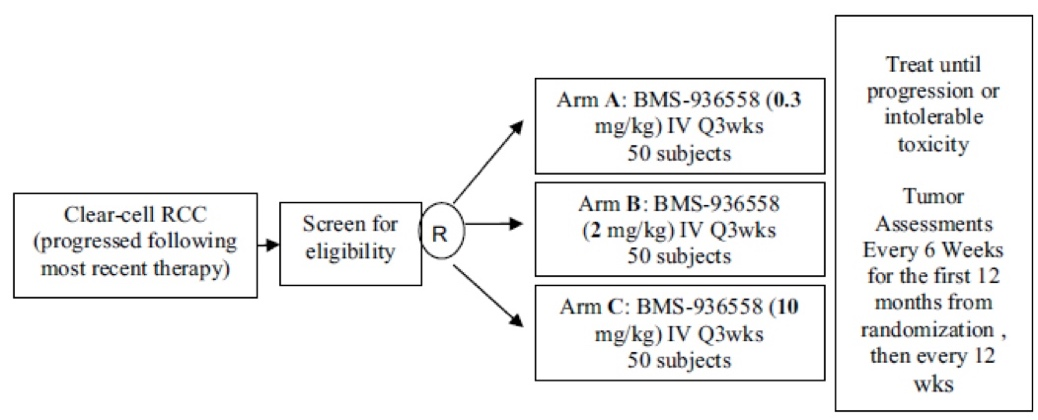 Clear-cell RCC
(progressed following
most recent therapy)
Screen for
eligibility
R
Arm A: BMS-936558 (0.3
mg/kg) IV Q3wks
50 subjects
Arm B: BMS-936558
(2 mg/kg) IV Q3wks
50 subjects
Arm C: BMS-936558 (10
mg/kg) IV Q3wks
50 subjects
Treat until
progression or
intolerable
toxicity
Tumor
Assessments
Every 6 Weeks
for the first 12
months from
randomization ,
then every 12
wks